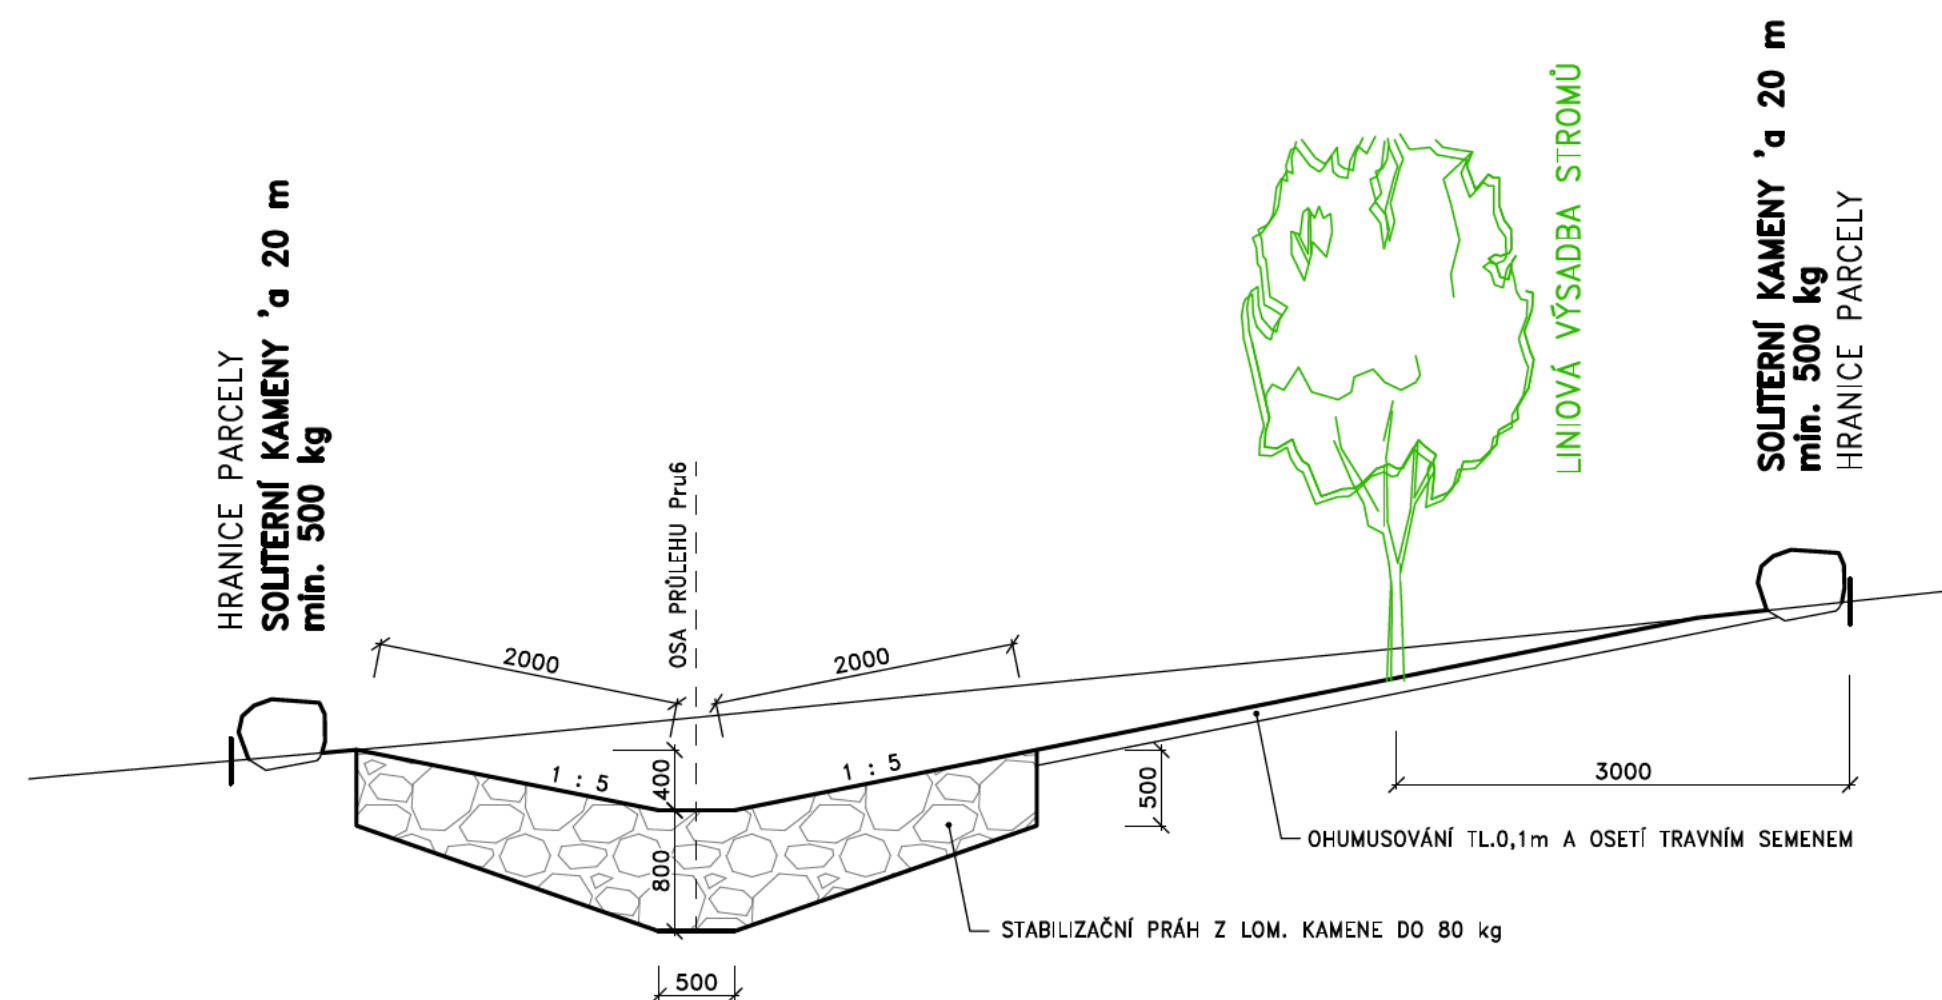 HRANICE PARCELY
SOLITERNÍ KAMENY 'a 20 m
min. 500 kg
OSA PRŮLEHU Pru6
LINIOVÁ VÝSADBA STROMŮ
SOLITERNÍ KAMENY 'a 20 m
min. 500 kg
HRANICE PARCELY
2000
2000
1 : 5
400
1 : 5
500
3000
800
OHUMUSOVÁNÍ TL.0,1m A OSETÍ TRAVNÍM SEMENEM
STABILIZAČNÍ PRÁH Z LOM. KAMENE DO 80 kg
500